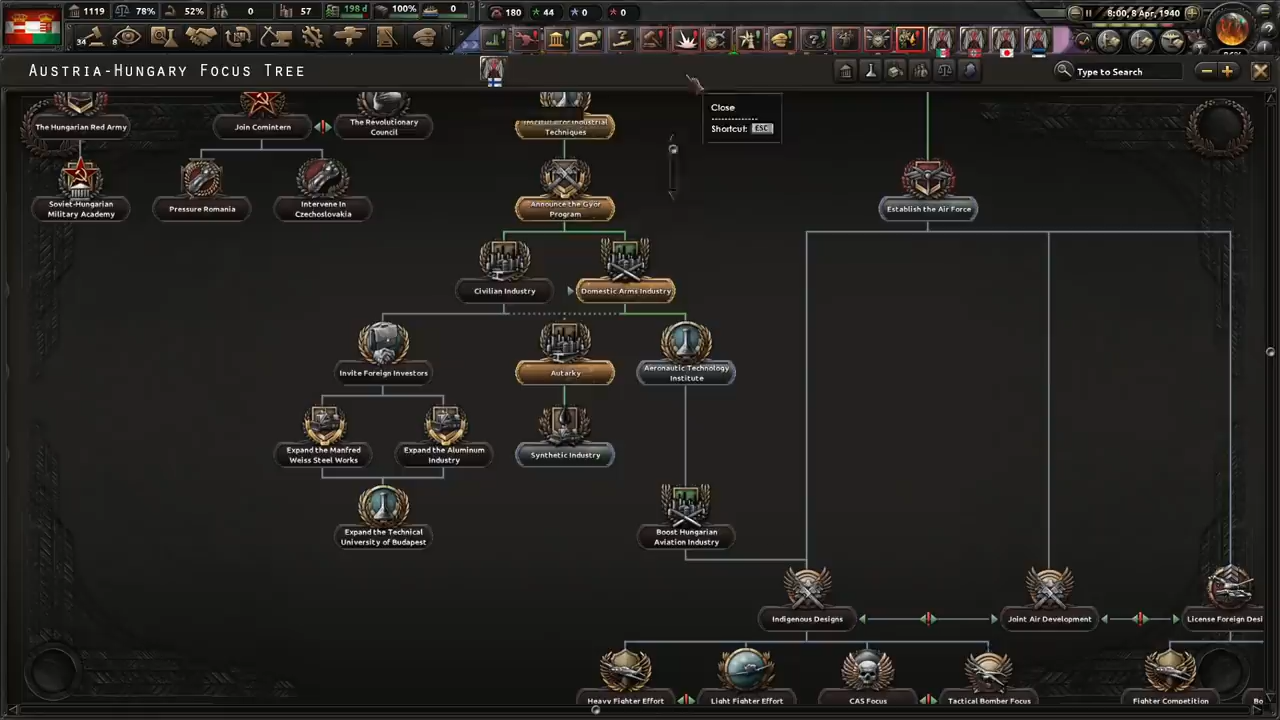 1119
78%
52%
0
57
198 d
100%
0
180
44
0
0
8:00, 8 Apr, 1940
34
8
Austria-Hungary Focus Tree
Type to Search
Close
Shortcut: ESC
The Hungarian Red Army
Join Comintern
The Revolutionary
Council
Techniques
Soviet-Hungarian
Military Academy
Pressure Romania
Intervene In
Czechoslovakia
Announce the Gyor
Program
Establish the Air Force
Civilian Industry
Domestic Arms Industry
Invite Foreign Investors
Autarky
Aeronautic Technology
Institute
Expand the Manfred
Weiss Steel Works
Expand the Aluminum
Industry
Synthetic Industry
Expand the Technical
University of Budapest
Boost Hungarian
Aviation Industry
Indigenous Designs
Joint Air Development
License Foreign Desi
Heavy Fighter Effort
Light Fighter Effort
CAS Focus
Tactical Bomber Focus
Fighter Competition
Bo